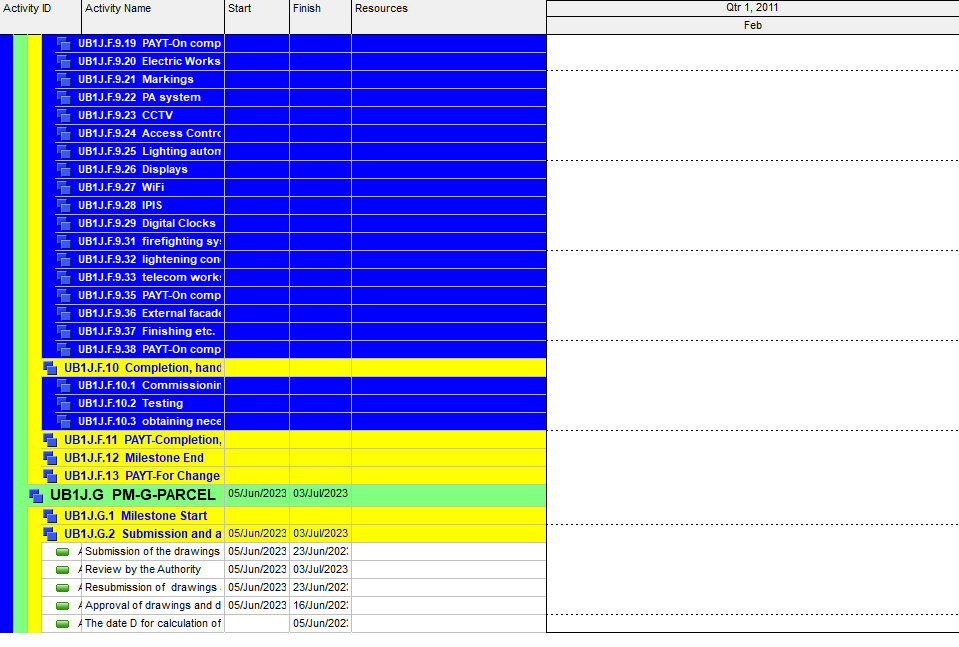 Activity ID Activity Name Start Finish Resources Qtr 1, 2011
Feb
UB1J.F.9.19 PAYT-On comp
UB1J.F.9.20 Electric Works
UB1J.F.9.21 Markings
UB1J.F.9.22 PA system
UB1J.F.9.23 CCTV
UB1J.F.9.24 Access Contro
UB1J.F.9.25 Lighting autom
UB1J.F.9.26 Displays
UB1J.F.9.27 WiFi
UB1J.F.9.28 IPIS
UB1J.F.9.29 Digital Clocks
UB1J.F.9.31 firefighting sys
UB1J.F.9.32 lightening con
UB1J.F.9.33 telecom works
UB1J.F.9.35 PAYT-On comp
UB1J.F.9.36 External facade
UB1J.F.9.37 Finishing etc.
UB1J.F.9.38 PAYT-On comp
UB1J.F.10 Completion, hand
UB1J.F.10.1 Commissionin
UB1J.F.10.2 Testing
UB1J.F.10.3 obtaining nece
UB1J.F.11 PAYT-Completion,
UB1J.F.12 Milestone End
UB1J.F.13 PAYT-For Change
UB1J.G PM-G-PARCEL 05/Jun/2023 03/Jul/2023
UB1J.G.1 Milestone Start
UB1J.G.2 Submission and a 05/Jun/2023 03/Jul/2023
A Submission of the drawings 05/Jun/2023 23/Jun/202
A Review by the Authority 05/Jun/2023 03/Jul/2023
A Resubmission of drawings 05/Jun/2023 23/Jun/202
A Approval of drawings and d 05/Jun/2023 16/Jun/202
A The date D for calculation of 05/Jun/202